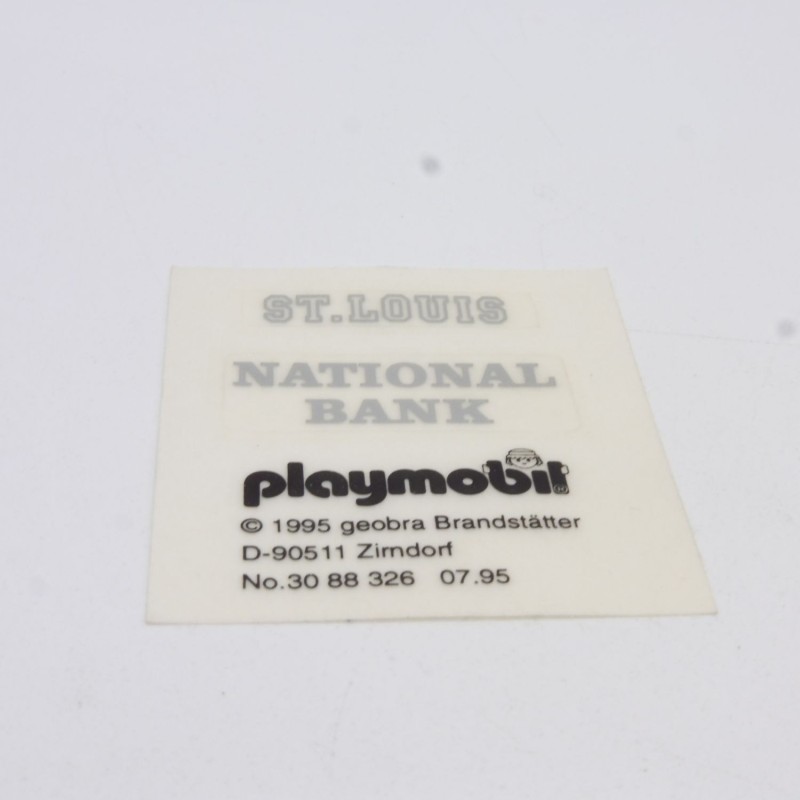 ST.LOUIS
NATIONAL
BANK
playmobil®
© 1995 geobra Brandstätter
D-90511 Zirndorf
No.30 88 326 07.95